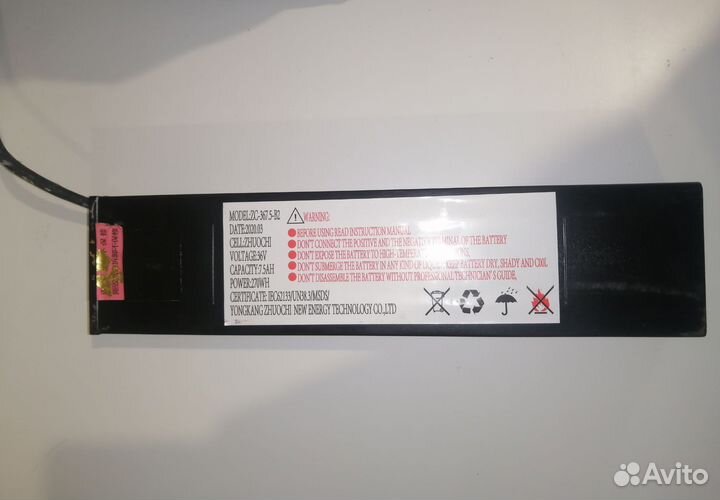 MODEL:ZC-367.5-B2
DATE:2020.03
CELL:ZHUOCHI
VOLTAGE:36V
CAPACITY:7.5AH
POWER:270WH
CERTIFICATE: IEC62133/UN38.3/(MSDS)/
YONGKANG ZHUOCHI NEW ENERGY TECHNOLOGY CO.,LTD
WARNING:
BEFORE USING READ INSTRUCTION MANUAL
DON'T CONNECT THE POSITIVE AND THE NEGATIVE TERMINAL OF THE BATTERY
DON'T EXPOSE THE BATTERY TO HIGH-TEMPERATURE
DON'T SUBMERGE THE BATTERY IN ANY KIND OF LIQUID, KEEP BATTERY DRY, SHADY AND COOL
DON'T DISASSEMBLE THE BATTERY WITHOUT PROFESSIONAL TECHNICIAN'S GUIDE,
Avito